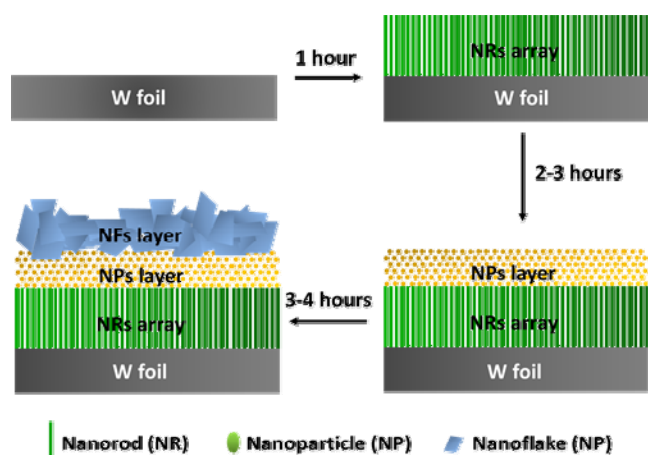 1 hour
NRs array
W foil
W foil
2-3 hours
NFs layer
NPs layer
NPs layer
3-4 hours
NRs array
NRs array
W foil
W foil
Nanorod (NR) Nanoparticle (NP) Nanoflake (NP)